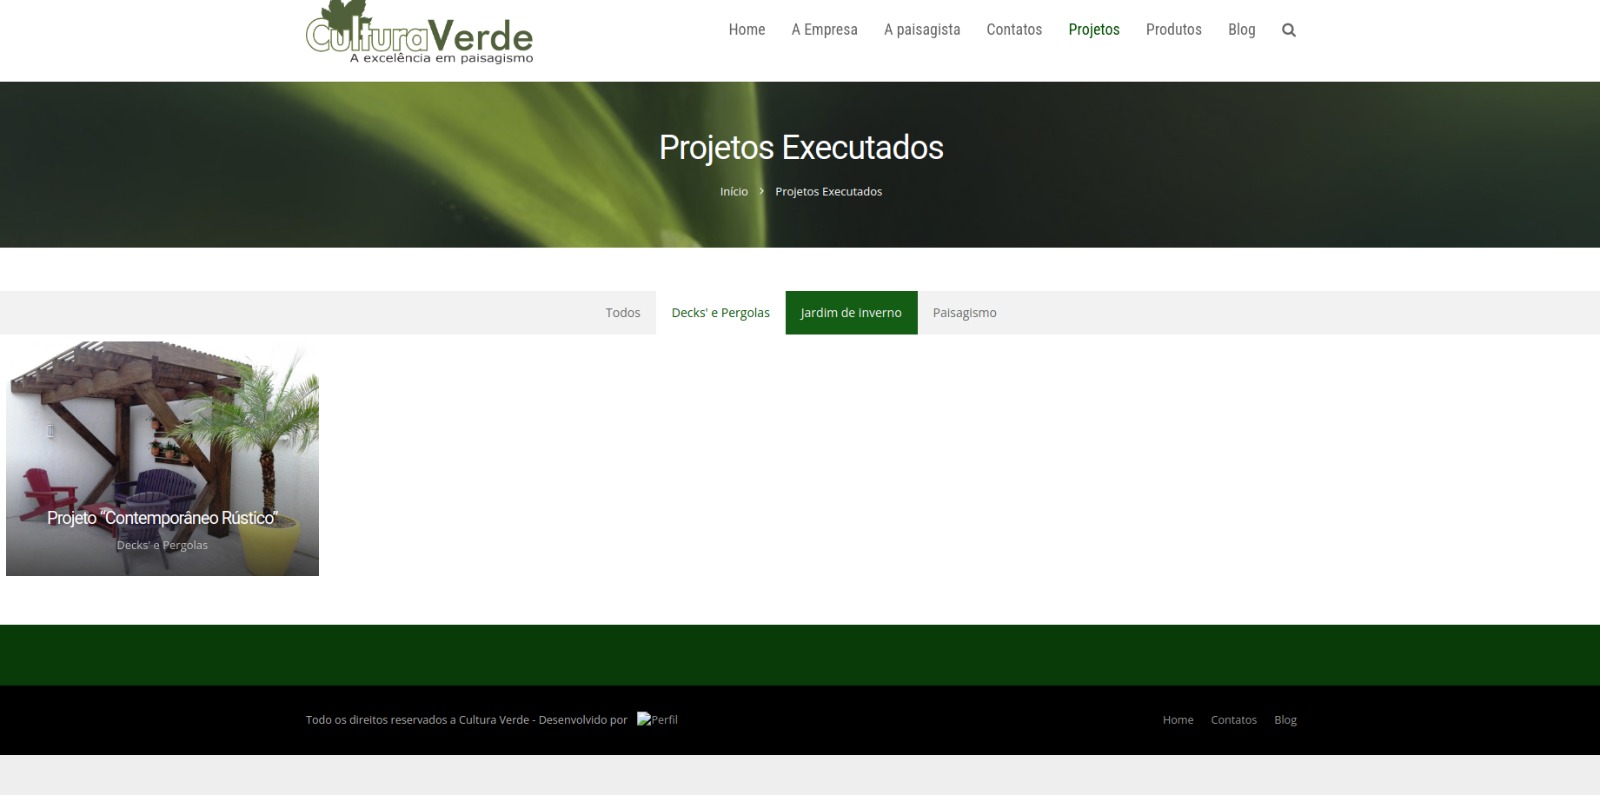 CulturaVerde
A excelência em paisagismo
Home A Empresa A paisagista Contatos Projetos Produtos Blog
Projetos Executados
Início > Projetos Executados
Todos Decks' e Pergolas Jardim de inverno Paisagismo
Projeto “Contemporâneo Rústico”
Decks' e Pergolas
Todo os direitos reservados a Cultura Verde - Desenvolvido por Perfil
Home Contatos Blog